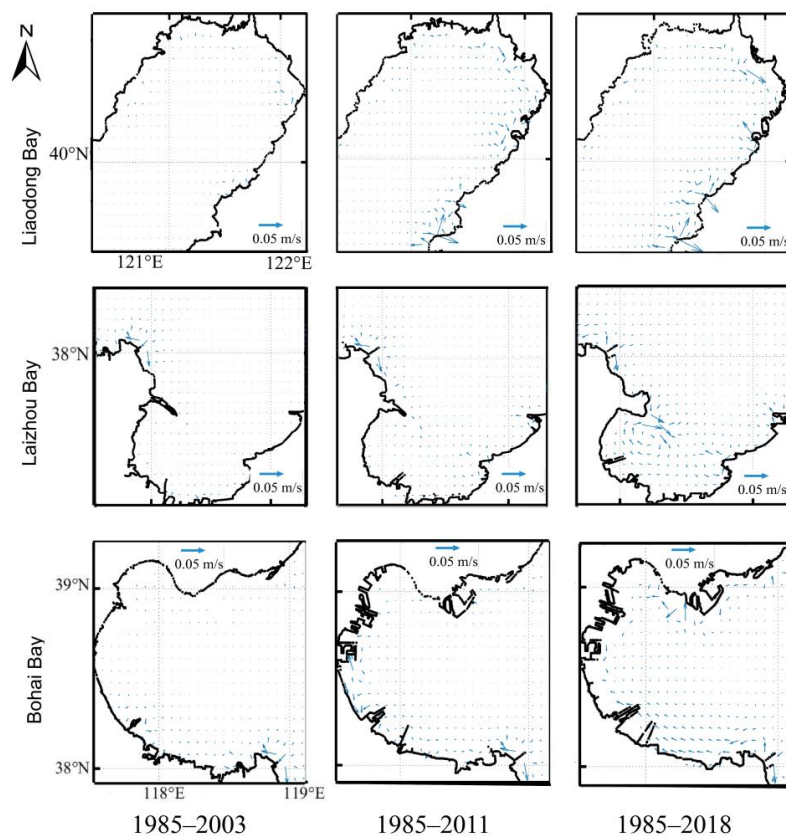 N
Liaodong Bay
40°N
0.05 m/s
0.05 m/s
0.05 m/s
121°E
122°E
Laizhou Bay
38°N
0.05 m/s
0.05 m/s
0.05 m/s
Bohai Bay
39°N
0.05 m/s
0.05 m/s
0.05 m/s
38°N
118°E
119°E
1985–2003
1985–2011
1985–2018